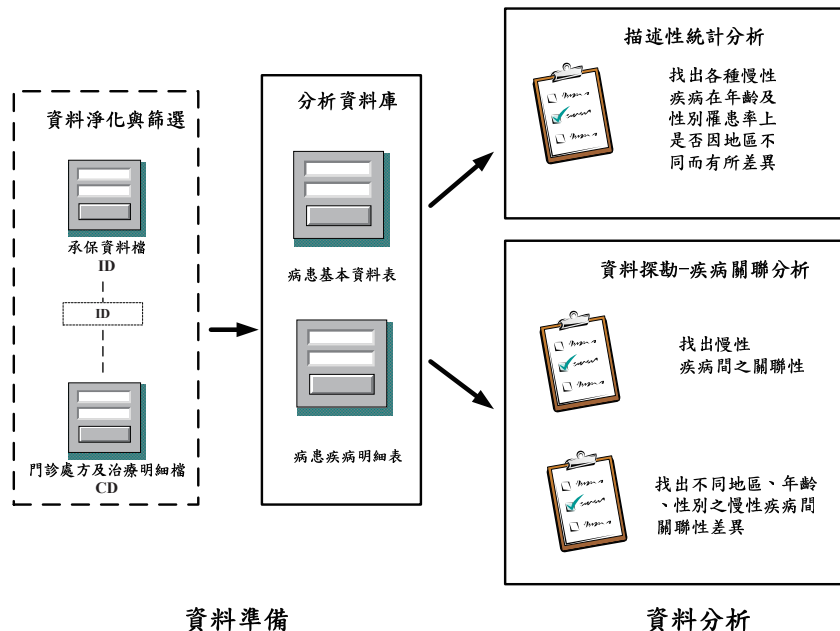 資料淨化與篩選
承保資料檔
ID
ID
門診處方及治療明細檔
CD
分析資料庫
病患基本資料表
病患疾病明細表
描述性統計分析
找出各種慢性
疾病在年齡及
性別罹患率上
是否因地區不
同而有所差異
資料探勘-疾病關聯分析
找出慢性
疾病間之關聯性
找出不同地區、年齡
、性別之慢性疾病間
關聯性差異
資料準備
資料分析